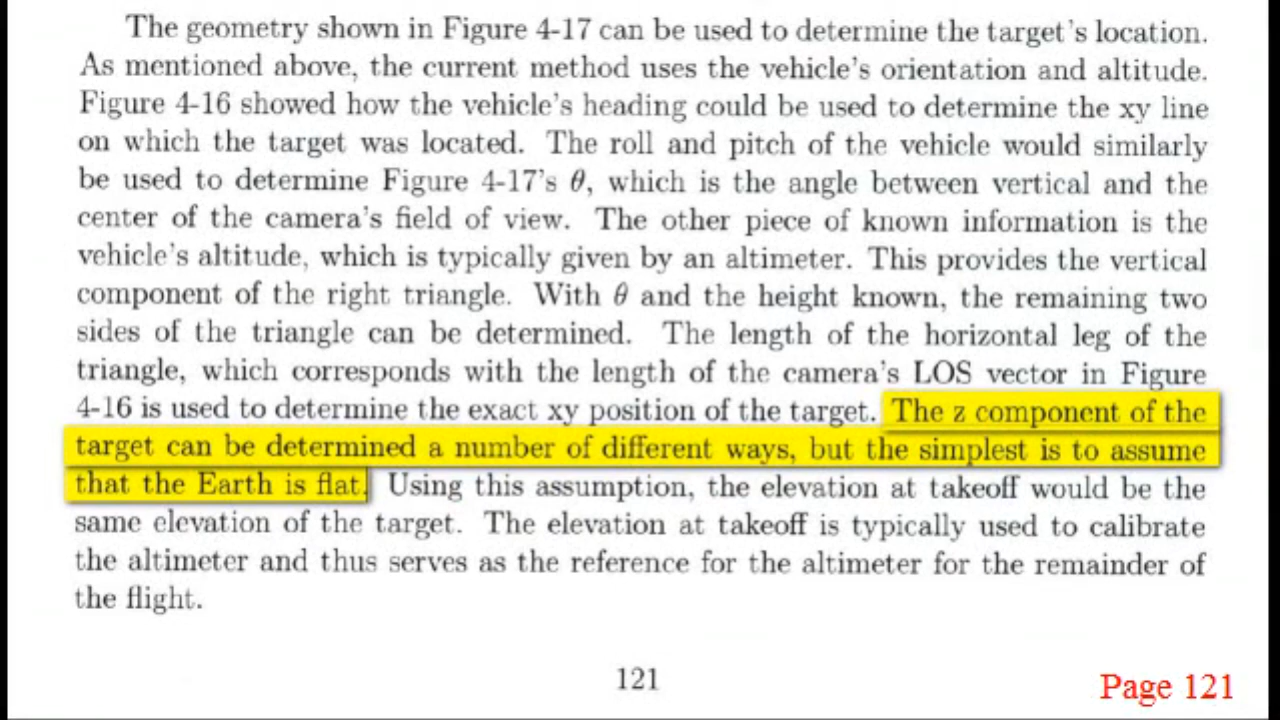 The geometry shown in Figure 4-17 can be used to determine the target's location.
As mentioned above, the current method uses the vehicle's orientation and altitude.
Figure 4-16 showed how the vehicle's heading could be used to determine the xy line
on which the target was located. The roll and pitch of the vehicle would similarly
be used to determine Figure 4-17's θ, which is the angle between vertical and the
center of the camera's field of view. The other piece of known information is the
vehicle's altitude, which is typically given by an altimeter. This provides the vertical
component of the right triangle. With θ and the height known, the remaining two
sides of the triangle can be determined. The length of the horizontal leg of the
triangle, which corresponds with the length of the camera's LOS vector in Figure
4-16 is used to determine the exact xy position of the target. The z component of the
target can be determined a number of different ways, but the simplest is to assume
that the Earth is flat. Using this assumption, the elevation at takeoff would be the
same elevation of the target. The elevation at takeoff is typically used to calibrate
the altimeter and thus serves as the reference for the altimeter for the remainder of
the flight.
121
Page 121